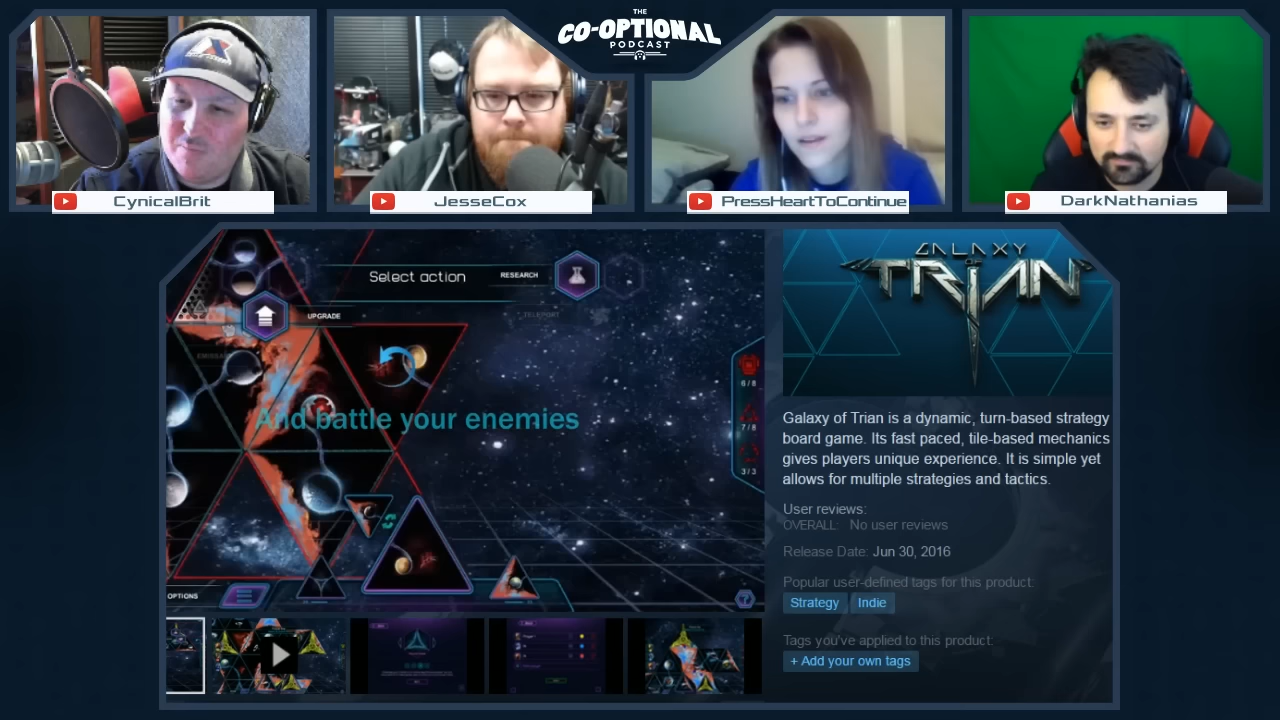 THE
CO-OPTIONAL
PODCAST
CynicalBrit
JesseCox
PressHeartToContinue
DarkNathanias
Select action
RESEARCH
UPGRADE
TELEPORT
And battle your enemies
6/8
7/8
3/3
OPTIONS
GALAXY
OF
TRIAN
Galaxy of Trian is a dynamic, turn-based strategy
board game. Its fast paced, tile-based mechanics
gives players unique experience. It is simple yet
allows for multiple strategies and tactics.
User reviews:
OVERALL: No user reviews
Release Date: Jun 30, 2016
Popular user-defined tags for this product:
Strategy Indie
Tags you've applied to this product:
+ Add your own tags